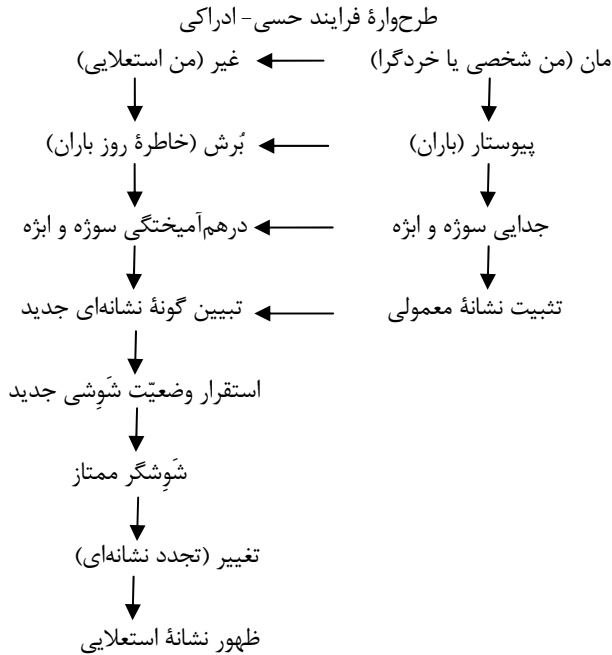 طرح‌وارهٔ فرایند حسی- ادراکی
مان (من شخصی یا خردگرا) غیر (من استعلایی)
پیوستار (باران) بُرش (خاطرهٔ روز باران)
جدایی سوژه و ابژه درهم‌آمیختگی سوژه و ابژه
تثبیت نشانهٔ معمولی تبیین گونهٔ نشانه‌ای جدید
استقرار وضعیّت شَوِشی جدید
شَوِشگر ممتاز
تغییر (تجدد نشانه‌ای)
ظهور نشانهٔ استعلایی